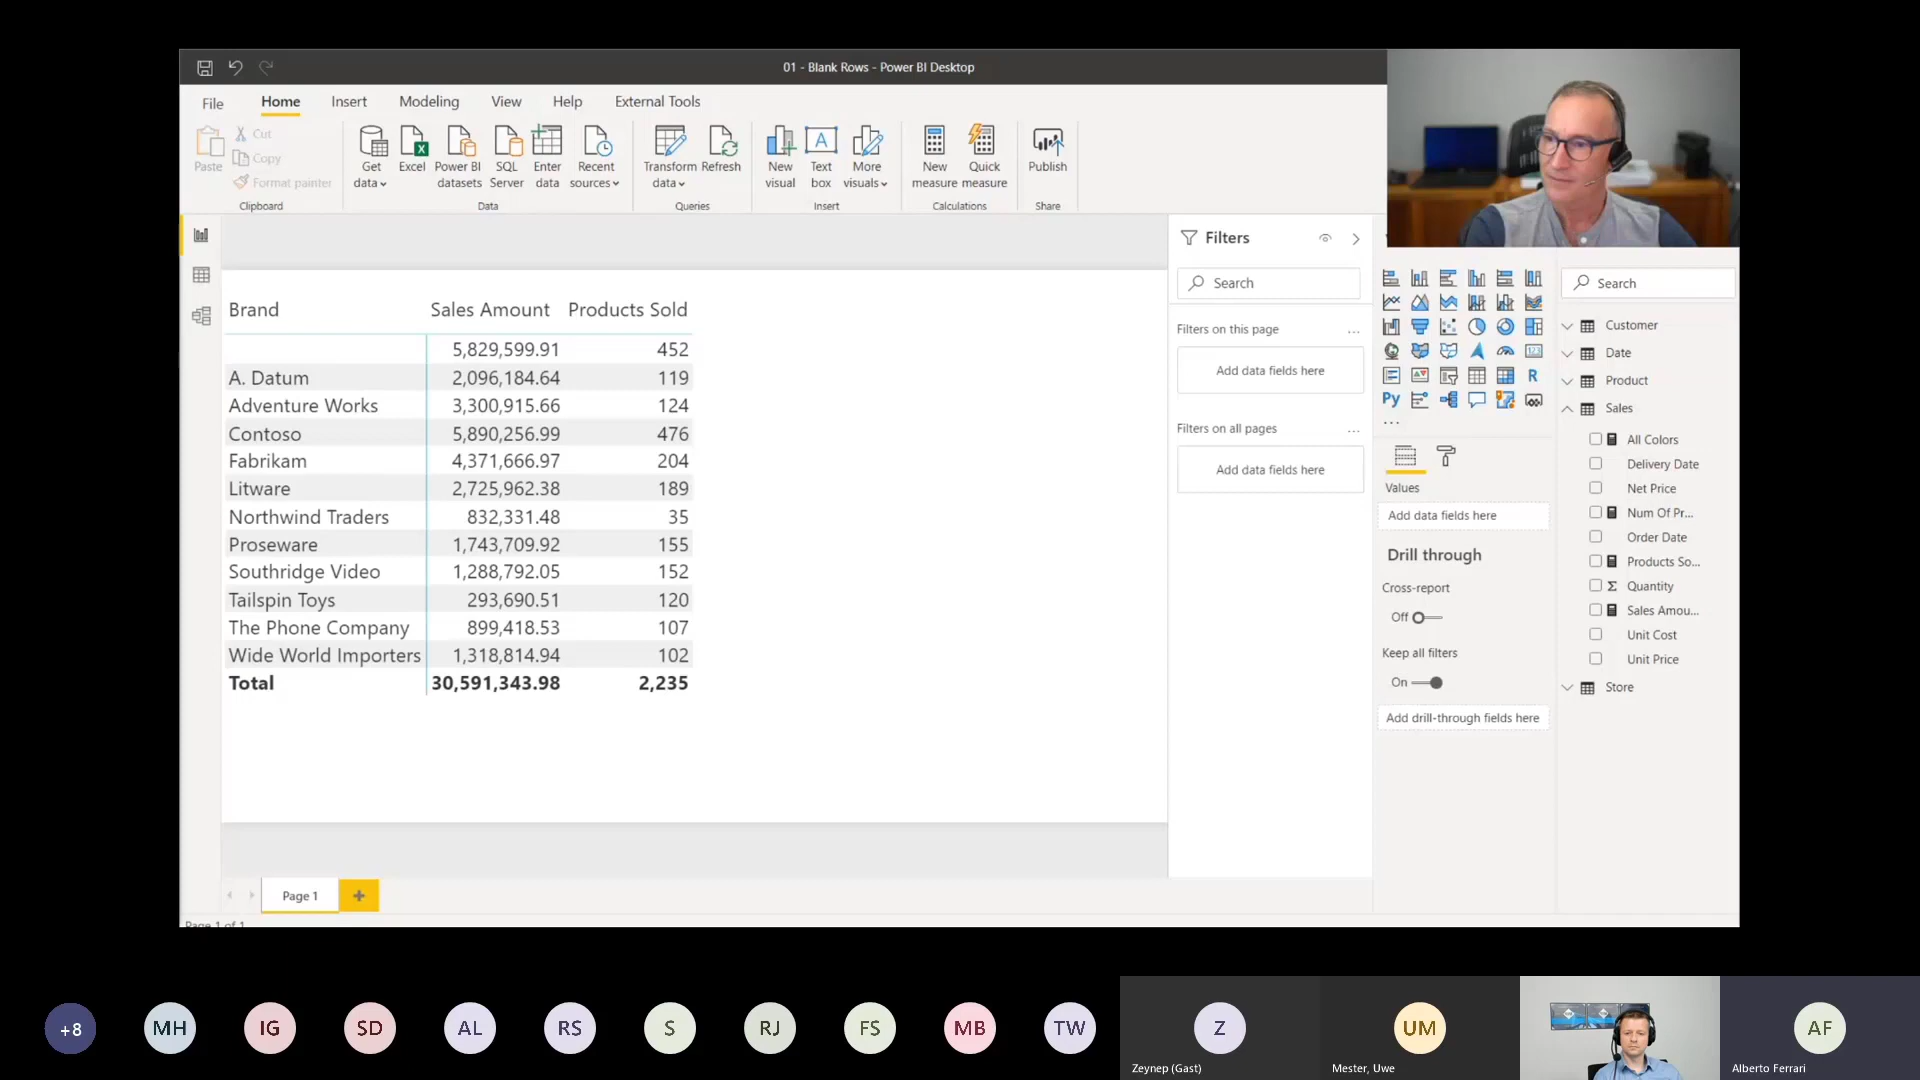 01 - Blank Rows - Power BI Desktop
File Home Insert Modeling View Help External Tools
Paste
Cut
Copy
Format painter
Clipboard
Get data
Excel
Power BI datasets
SQL Server
Enter data
Recent sources
Data
Transform data
Refresh
Queries
New visual
Text box
More visuals
Insert
New measure
Quick measure
Calculations
Publish
Share
Brand Sales Amount Products Sold
5,829,599.91 452
A. Datum 2,096,184.64 119
Adventure Works 3,300,915.66 124
Contoso 5,890,256.99 476
Fabrikam 4,371,666.97 204
Litware 2,725,962.38 189
Northwind Traders 832,331.48 35
Proseware 1,743,709.92 155
Southridge Video 1,288,792.05 152
Tailspin Toys 293,690.51 120
The Phone Company 899,418.53 107
Wide World Importers 1,318,814.94 102
Total 30,591,343.98 2,235
Filters
Search
Filters on this page ...
Add data fields here
Filters on all pages ...
Add data fields here
R
Py
...
Values
Add data fields here
Drill through
Cross-report
Off
Keep all filters
On
Add drill-through fields here
Search
Customer
Date
Product
Sales
All Colors
Delivery Date
Net Price
Num Of Pr...
Order Date
Products So...
Σ Quantity
Sales Amou...
Unit Cost
Unit Price
Store
Page 1
+
Page 1 of 1
+8 MH IG SD AL RS S RJ FS MB TW Z UM AF
Zeynep (Gast)
Mester, Uwe
Alberto Ferrari